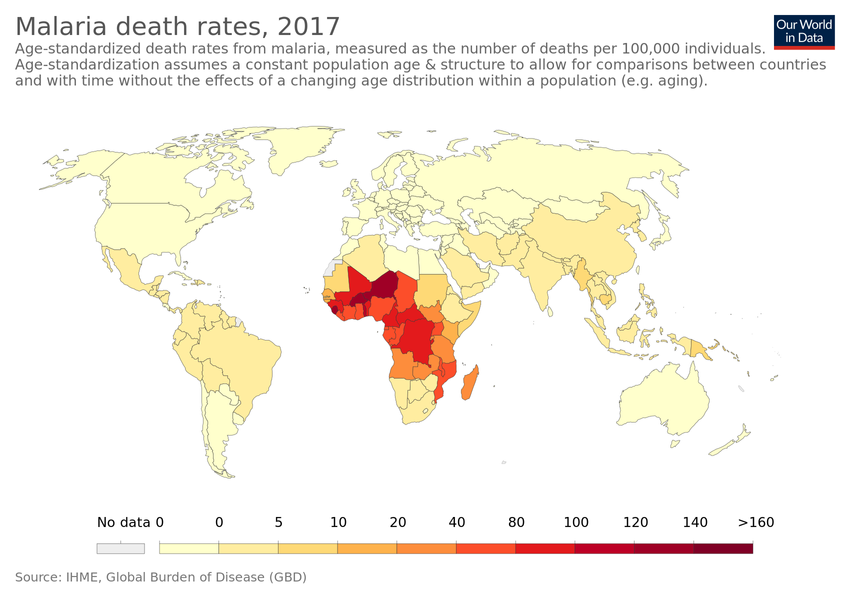 Malaria death rates, 2017
Our World
in Data
Age-standardized death rates from malaria, measured as the number of deaths per 100,000 individuals.
Age-standardization assumes a constant population age & structure to allow for comparisons between countries
and with time without the effects of a changing age distribution within a population (e.g. aging).
No data 0 0 5 10 20 40 80 100 120 140 >160
Source: IHME, Global Burden of Disease (GBD)